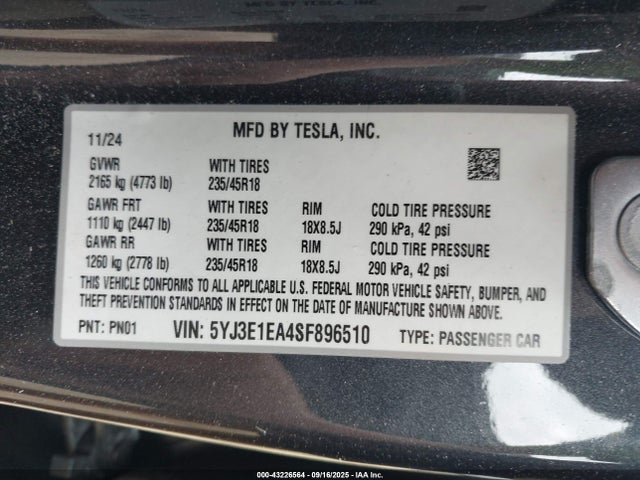 MFD BY TESLA, INC.
11/24 MFD BY TESLA, INC.
GVWR WITH TIRES
2165 kg (4773 lb) 235/45R18
GAWR FRT WITH TIRES RIM COLD TIRE PRESSURE
1110 kg (2447 lb) 235/45R18 18X8.5J 290 kPa, 42 psi
GAWR RR WITH TIRES RIM COLD TIRE PRESSURE
1260 kg (2778 lb) 235/45R18 18X8.5J 290 kPa, 42 psi
THIS VEHICLE CONFORMS TO ALL APPLICABLE U.S. FEDERAL MOTOR VEHICLE SAFETY, BUMPER, AND
THEFT PREVENTION STANDARDS IN EFFECT ON THE DATE OF MANUFACTURE SHOWN ABOVE.
PNT: PN01 VIN: 5YJ3E1EA4SF896510 TYPE: PASSENGER CAR
000-43226564 - 09/16/2025 - IAA Inc.